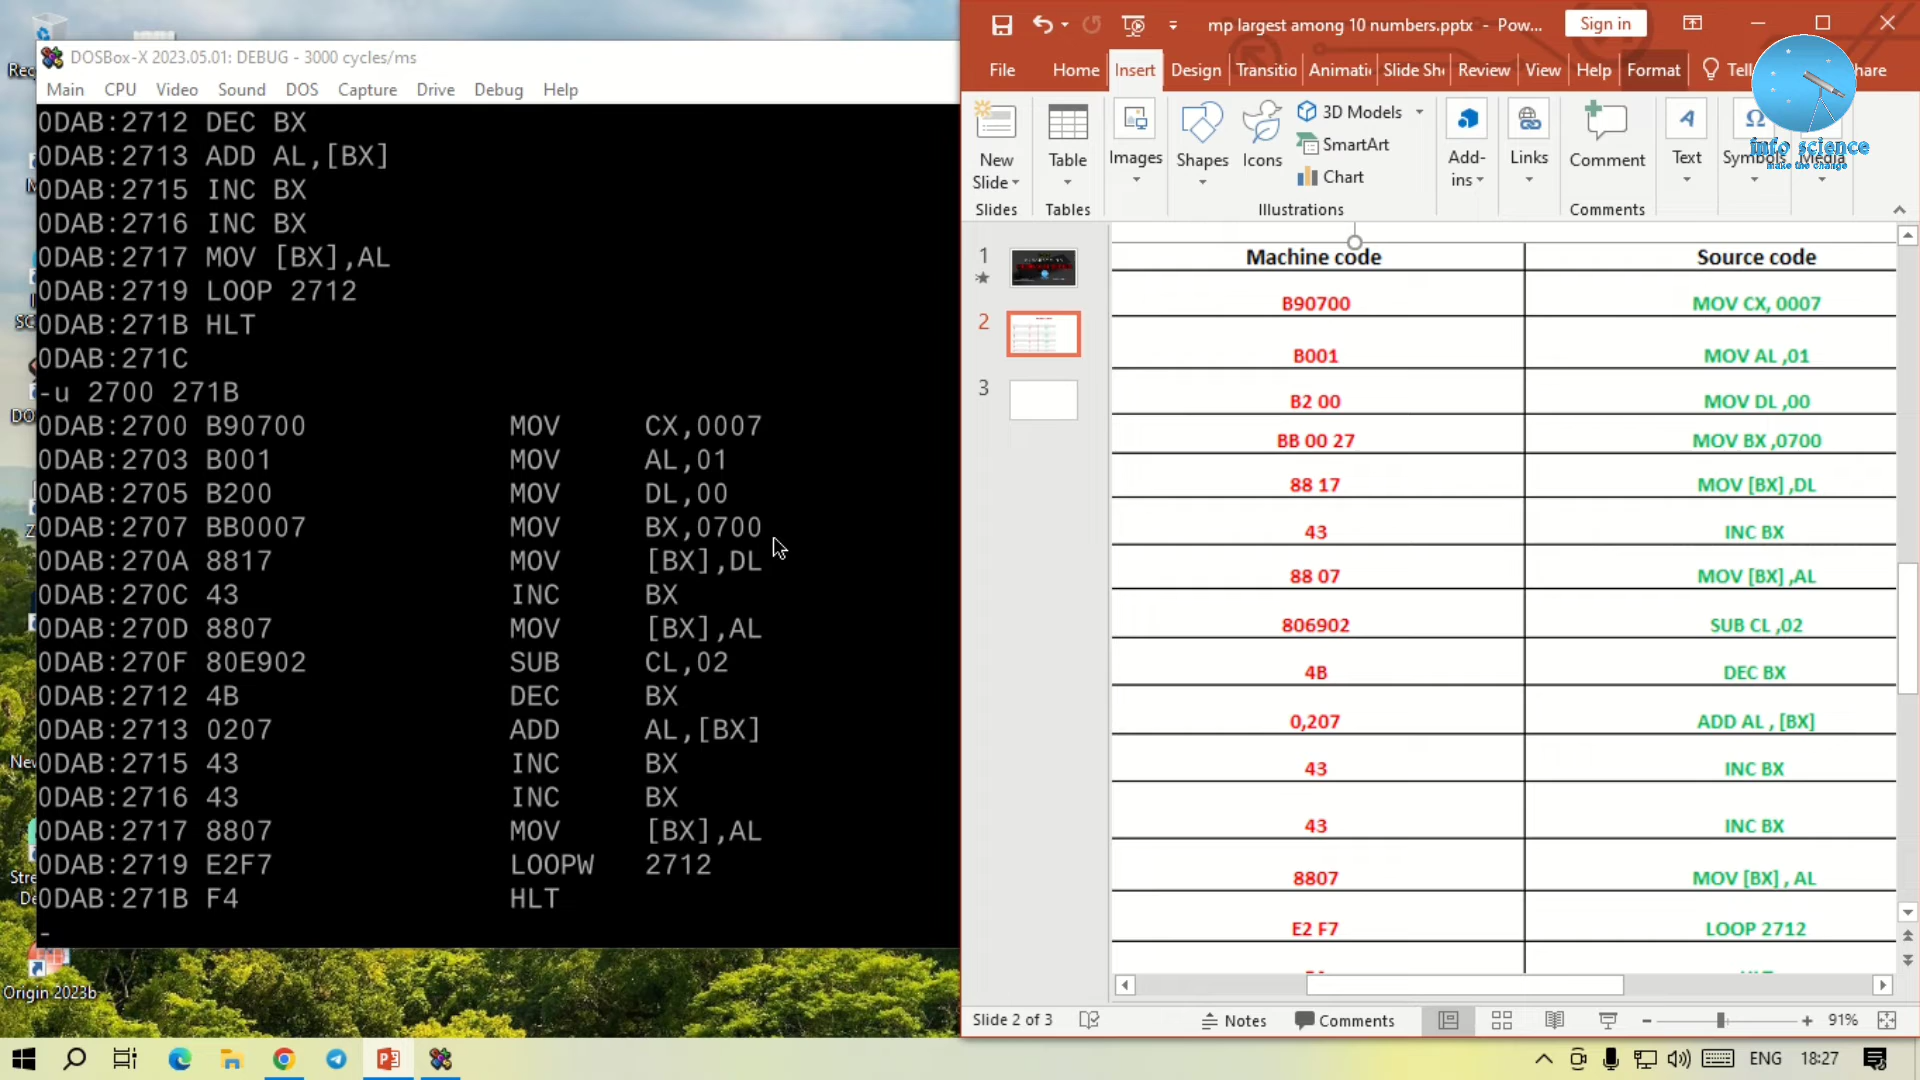 DOSBox-X 2023.05.01: DEBUG - 3000 cycles/ms
Main CPU Video Sound DOS Capture Drive Debug Help
0DAB:2712 DEC BX
0DAB:2713 ADD AL,[BX]
0DAB:2715 INC BX
0DAB:2716 INC BX
0DAB:2717 MOV [BX],AL
0DAB:2719 LOOP 2712
0DAB:271B HLT
0DAB:271C
-u 2700 271B
0DAB:2700 B90700 MOV CX,0007
0DAB:2703 B001 MOV AL,01
0DAB:2705 B200 MOV DL,00
0DAB:2707 BB0007 MOV BX,0700
0DAB:270A 8817 MOV [BX],DL
0DAB:270C 43 INC BX
0DAB:270D 8807 MOV [BX],AL
0DAB:270F 80E902 SUB CL,02
0DAB:2712 4B DEC BX
0DAB:2713 0207 ADD AL,[BX]
0DAB:2715 43 INC BX
0DAB:2716 43 INC BX
0DAB:2717 8807 MOV [BX],AL
0DAB:2719 E2F7 LOOPW 2712
0DAB:271B F4 HLT
-
Origin 2023b
mp largest among 10 numbers.pptx - Pow... Sign in
File Home Insert Design Transitio Animati Slide Sh Review View Help Format Tell hare
New Slide Table Images Shapes Icons 3D Models SmartArt Chart Add-ins Links Comment Text Symbols Media
Slides Tables Illustrations Comments
info science
make the change
1
2
3
Machine code Source code
B90700 MOV CX, 0007
B001 MOV AL ,01
B2 00 MOV DL ,00
BB 00 27 MOV BX ,0700
88 17 MOV [BX] ,DL
43 INC BX
88 07 MOV [BX] ,AL
806902 SUB CL ,02
4B DEC BX
0,207 ADD AL , [BX]
43 INC BX
43 INC BX
8807 MOV [BX] , AL
E2 F7 LOOP 2712
Slide 2 of 3 Notes Comments 91%
ENG 18:27